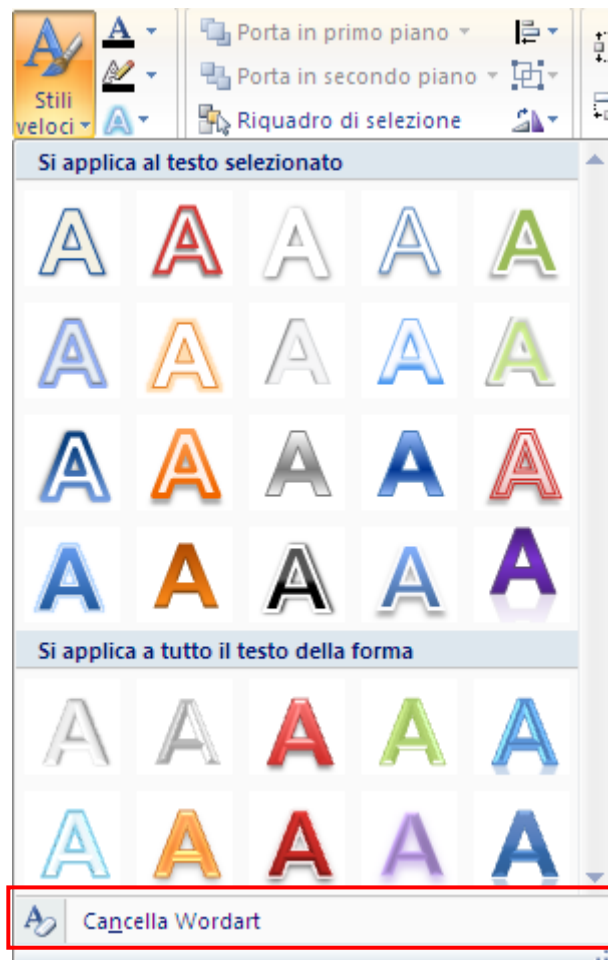 Porta in primo piano
Porta in secondo piano
Stili
veloci
Riquadro di selezione
Si applica al testo selezionato
A A A A A
A A A A A
A A A A A
A A A A A
Si applica a tutto il testo della forma
A A A A A
A A A A A
Cancella Wordart